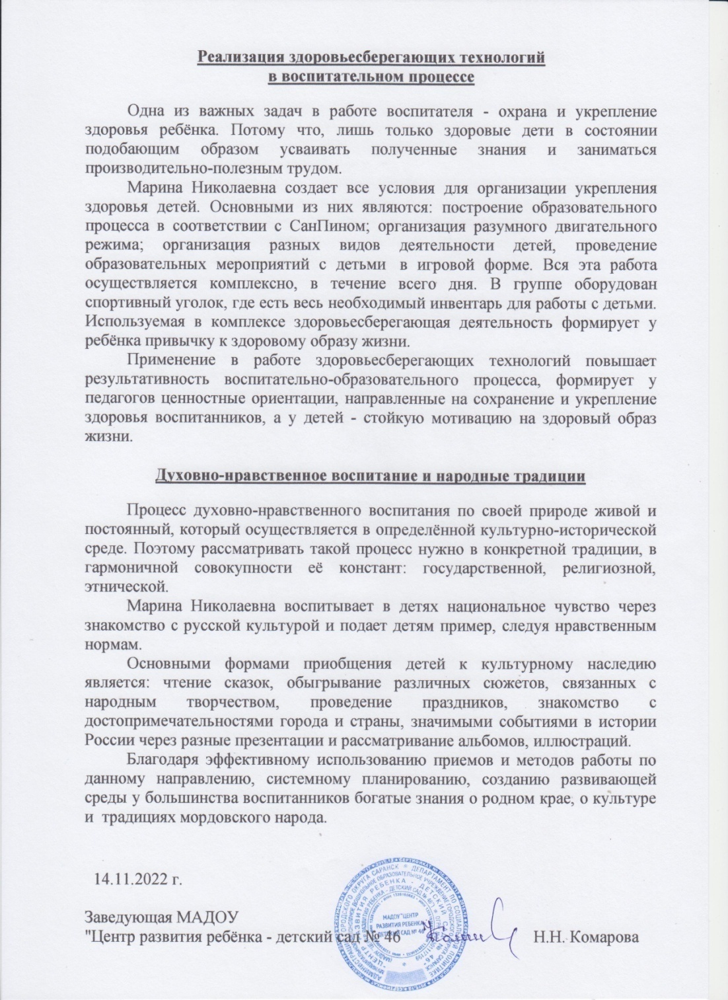 Реализация здоровьесберегающих технологий
в воспитательном процессе
Одна из важных задач в работе воспитателя - охрана и укрепление
здоровья ребёнка. Потому что, лишь только здоровые дети в состоянии
подобающим образом усваивать полученные знания и заниматься
производительно-полезным трудом.
Марина Николаевна создает все условия для организации укрепления
здоровья детей. Основными из них являются: построение образовательного
процесса в соответствии с СанПином; организация разумного двигательного
режима; организация разных видов деятельности детей, проведение
образовательных мероприятий с детьми в игровой форме. Вся эта работа
осуществляется комплексно, в течение всего дня. В группе оборудован
спортивный уголок, где есть весь необходимый инвентарь для работы с детьми.
Используемая в комплексе здоровьесберегающая деятельность формирует у
ребёнка привычку к здоровому образу жизни.
Применение в работе здоровьесберегающих технологий повышает
результативность воспитательно-образовательного процесса, формирует у
педагогов ценностные ориентации, направленные на сохранение и укрепление
здоровья воспитанников, а у детей - стойкую мотивацию на здоровый образ
жизни.
Духовно-нравственное воспитание и народные традиции
Процесс духовно-нравственного воспитания по своей природе живой и
постоянный, который осуществляется в определённой культурно-исторической
среде. Поэтому рассматривать такой процесс нужно в конкретной традиции, в
гармоничной совокупности её констант: государственной, религиозной,
этнической.
Марина Николаевна воспитывает в детях национальное чувство через
знакомство с русской культурой и подает детям пример, следуя нравственным
нормам.
Основными формами приобщения детей к культурному наследию
является: чтение сказок, обыгрывание различных сюжетов, связанных с
народным творчеством, проведение праздников, знакомство с
достопримечательностями города и страны, значимыми событиями в истории
России через разные презентации и рассматривание альбомов, иллюстраций.
Благодаря эффективному использованию приемов и методов работы по
данному направлению, системному планированию, созданию развивающей
среды у большинства воспитанников богатые знания о родном крае, о культуре
и традициях мордовского народа.
14.11.2022 г.
Заведующая МАДОУ
"Центр развития ребёнка - детский сад № 46 Н.Н. Комарова
МАДОУ "ЦЕНТР
РАЗВИТИЯ РЕБЕНКА
ДЕТСКИЙ САД № 46